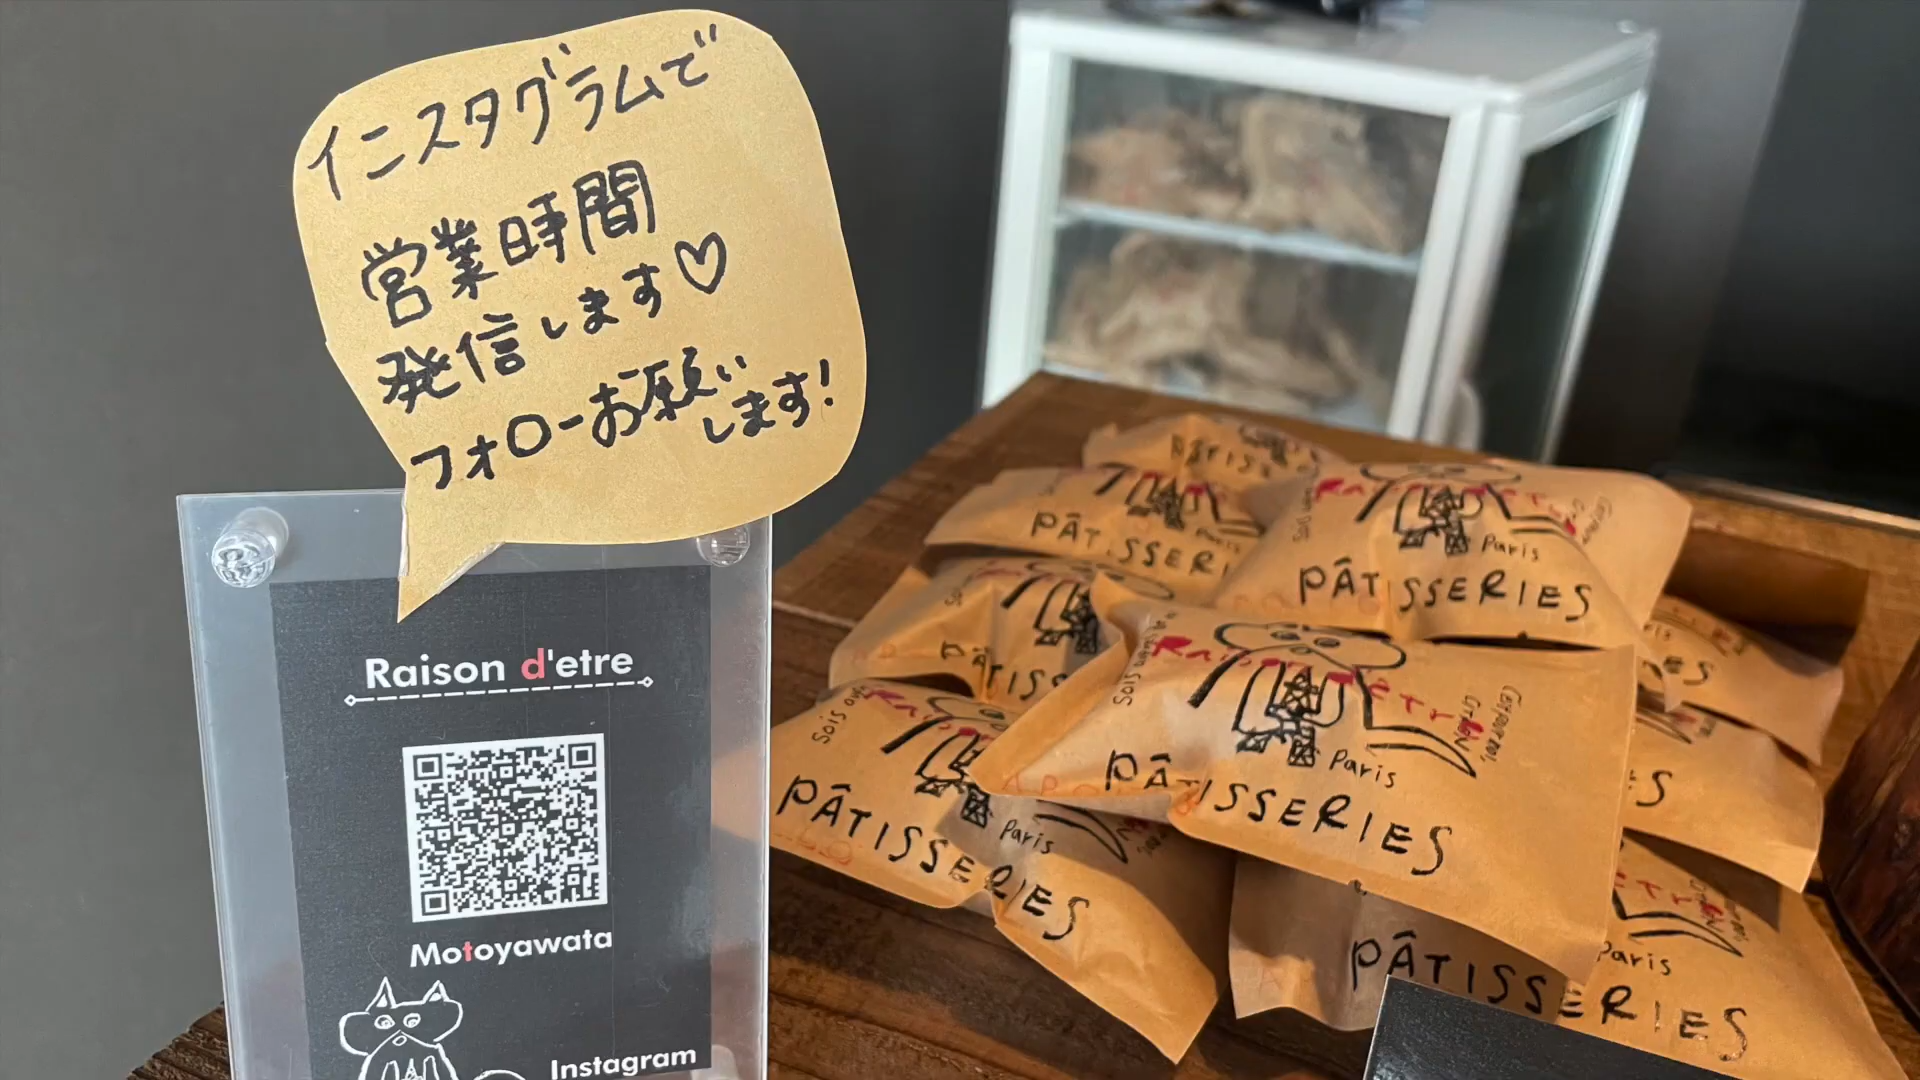 インスタグラムで
営業時間
発信します♡
フォローお願い
します!
Raison d'etre
Motoyawata
Instagram
PÂTISSERIES
Paris
PÂTISSERIES
Raison
Paris
PÂTISSERIES
Sois
Paris
PÂTISSERIES
Paris
PÂTISSERIES